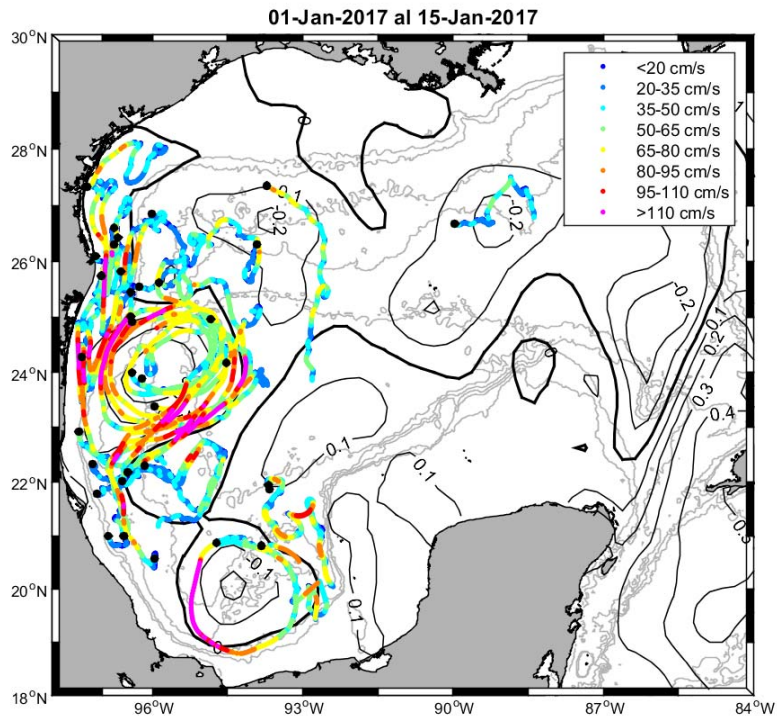 01-Jan-2017 al 15-Jan-2017
30°N
28°N
26°N
24°N
22°N
20°N
18°N
<20 cm/s
20-35 cm/s
35-50 cm/s
50-65 cm/s
65-80 cm/s
80-95 cm/s
95-110 cm/s
>110 cm/s
0
-0.1
-0.2
-0.2
-0.2
0.1
0.2
0.3
0.4
0
0.1
0.1
-0.1
0.1
0
96°W
93°W
90°W
87°W
84°W